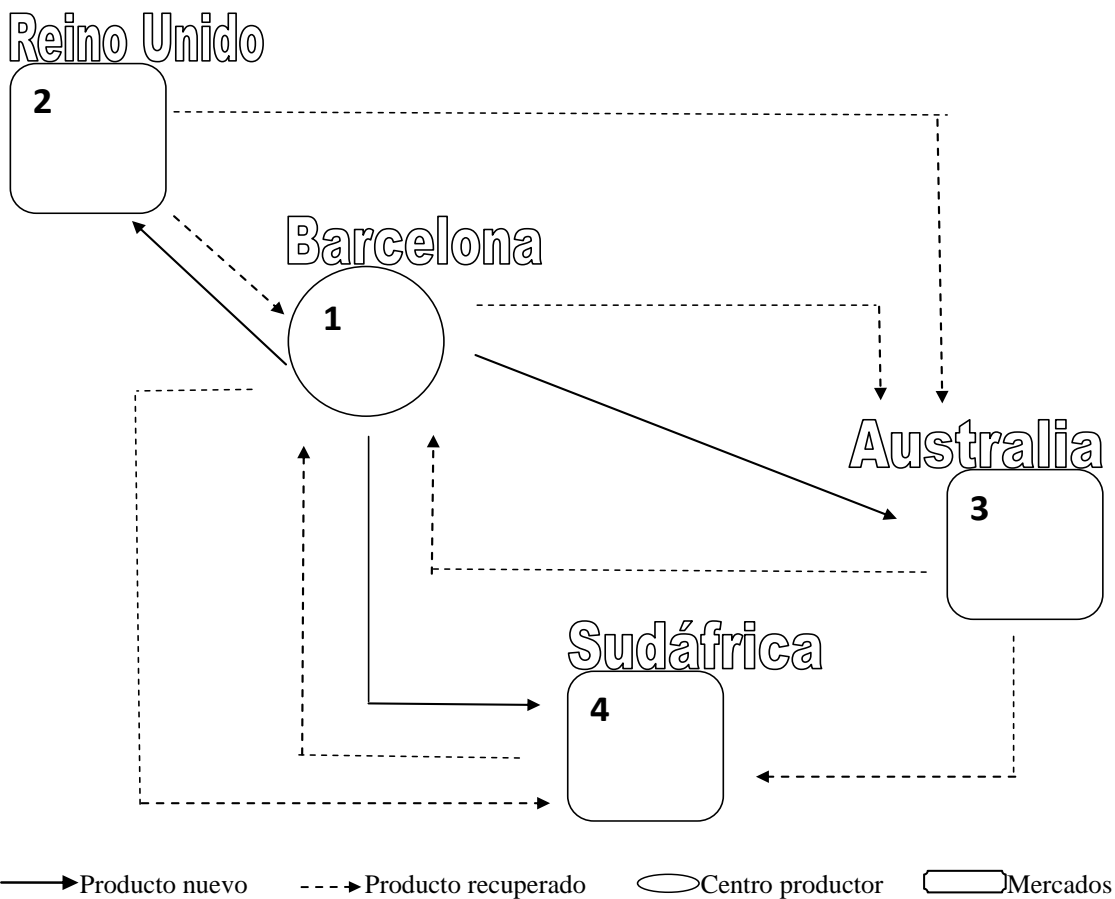 Reino Unido
2
Barcelona
1
Australia
3
Sudáfrica
4
Producto nuevo Producto recuperado Centro productor Mercados